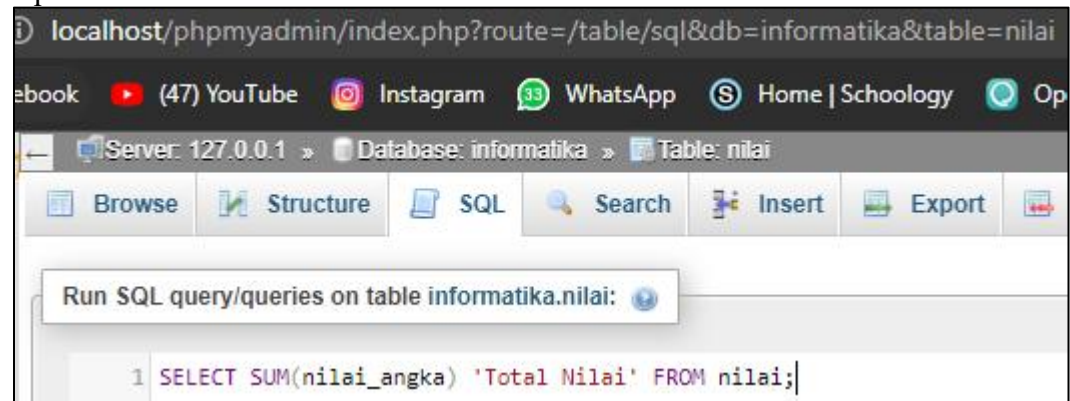 localhost/phpmyadmin/index.php?route=/table/sql&db=informatika&table=nilai
ebook (47) YouTube Instagram 33 WhatsApp S Home | Schoology Op
← Server: 127.0.0.1 » Database: informatika » Table: nilai
Browse Structure SQL Search Insert Export
Run SQL query/queries on table informatika.nilai:
1 SELECT SUM(nilai_angka) 'Total Nilai' FROM nilai;